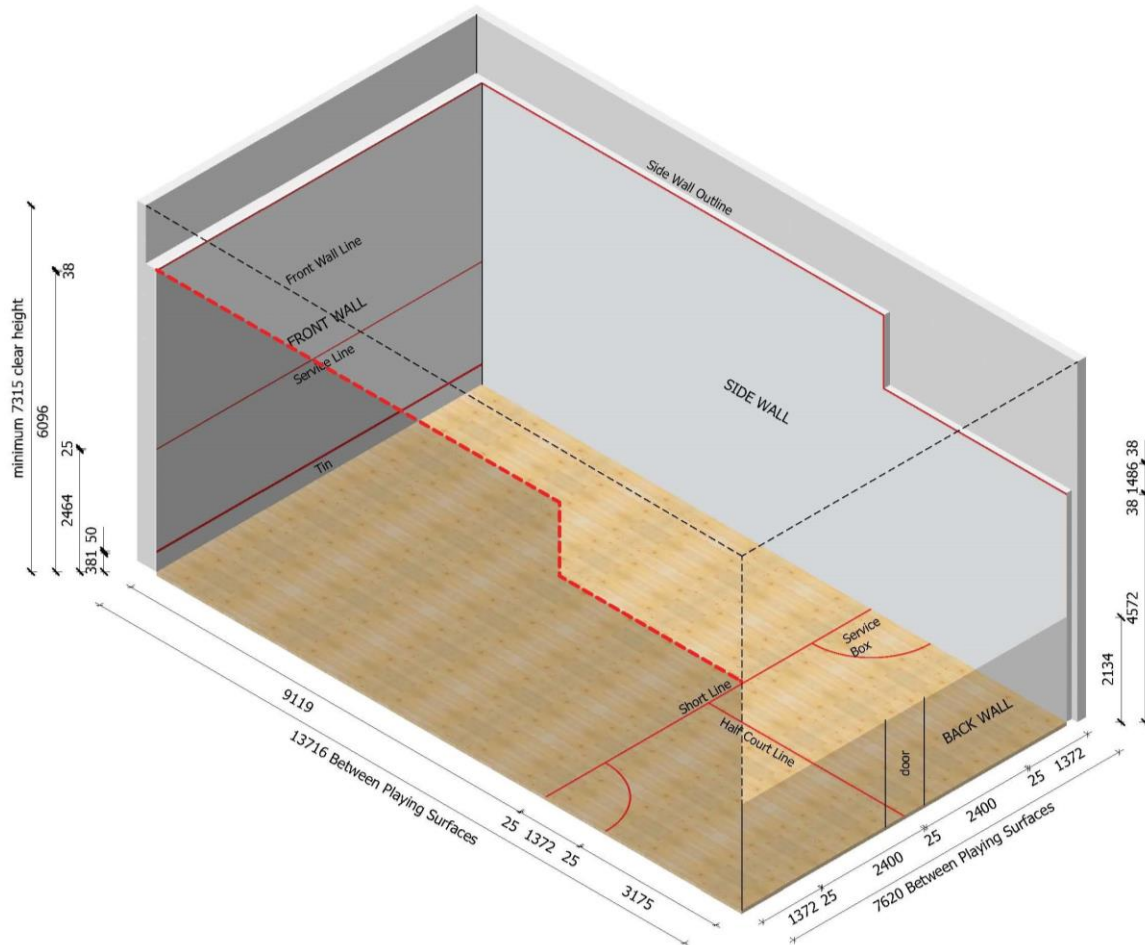 Side Wall Outline
Front Wall Line
FRONT WALL
Service Line
Tin
SIDE WALL
Service
Box
Short Line
Half Court Line
BACK WALL
door
minimum 7315 clear height
6096
38
2464
25
381 50
38
1486
38
4572
2134
9119
25 1372 25
3175
13716 Between Playing Surfaces
1372 25
2400
25
2400
25 1372
7620 Between Playing Surfaces